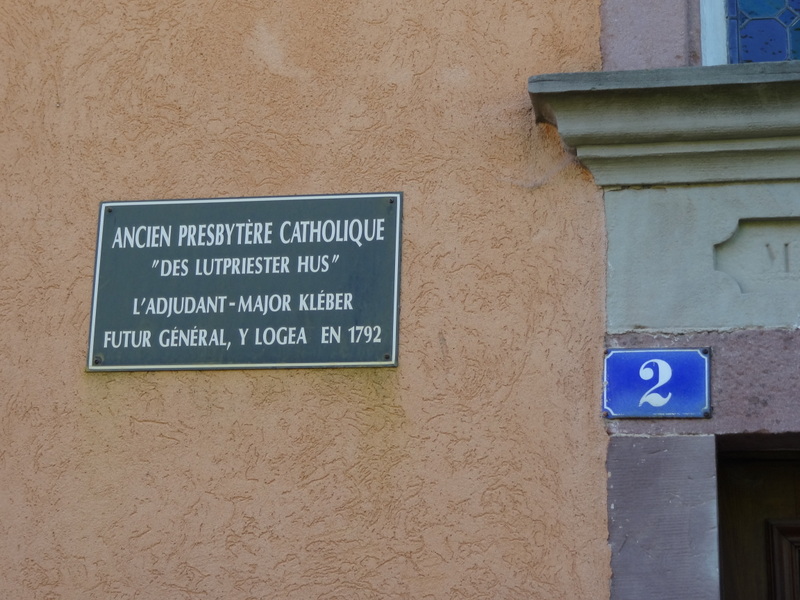 ANCIEN PRESBYTÈRE CATHOLIQUE
"DES LUTPRIESTER HUS"
L'ADJUDANT-MAJOR KLÉBER
FUTUR GÉNÉRAL, Y LOGEA EN 1792
2